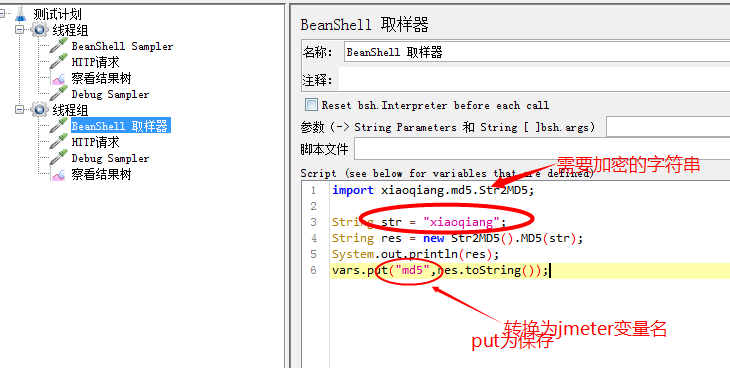 测试计划
线程组
BeanShell Sampler
HTTP请求
察看结果树
Debug Sampler
线程组
BeanShell 取样器
HTTP请求
Debug Sampler
察看结果树
BeanShell 取样器
名称: BeanShell 取样器
注释:
Reset bsh.Interpreter before each call
参数 (-> String Parameters 和 String [ ]bsh.args)
脚本文件
需要加密的字符串
Script (see below for variables that are defined)
1 import xiaoqiang.md5.Str2MD5;
2
3 String str = "xiaoqiang";
4 String res = new Str2MD5().MD5(str);
5 System.out.println(res);
6 vars.put("md5",res.toString());
转换为jmeter变量名
put为保存